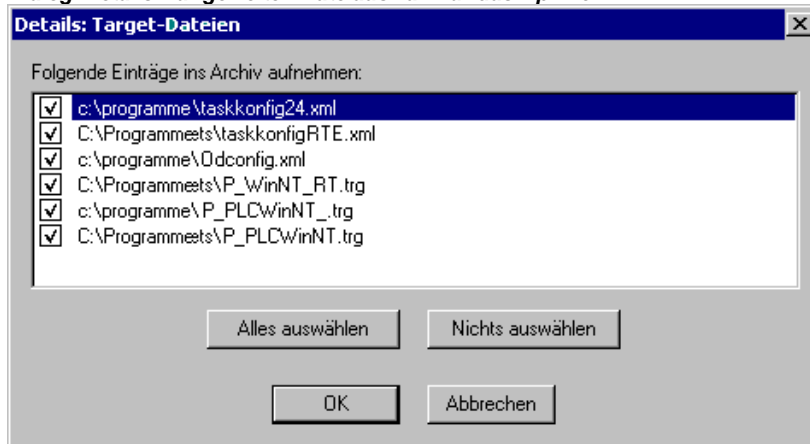 Details: Target-Dateien
Folgende Einträge ins Archiv aufnehmen:
c:\programme\taskkonfig24.xml
C:\Programmeets\taskkonfigRTE.xml
c:\programme\Odconfig.xml
C:\Programmeets\P_WinNT_RT.trg
c:\programme\P_PLCWinNT_.trg
C:\Programmeets\P_PLCWinNT.trg
Alles auswählen Nichts auswählen
OK Abbrechen